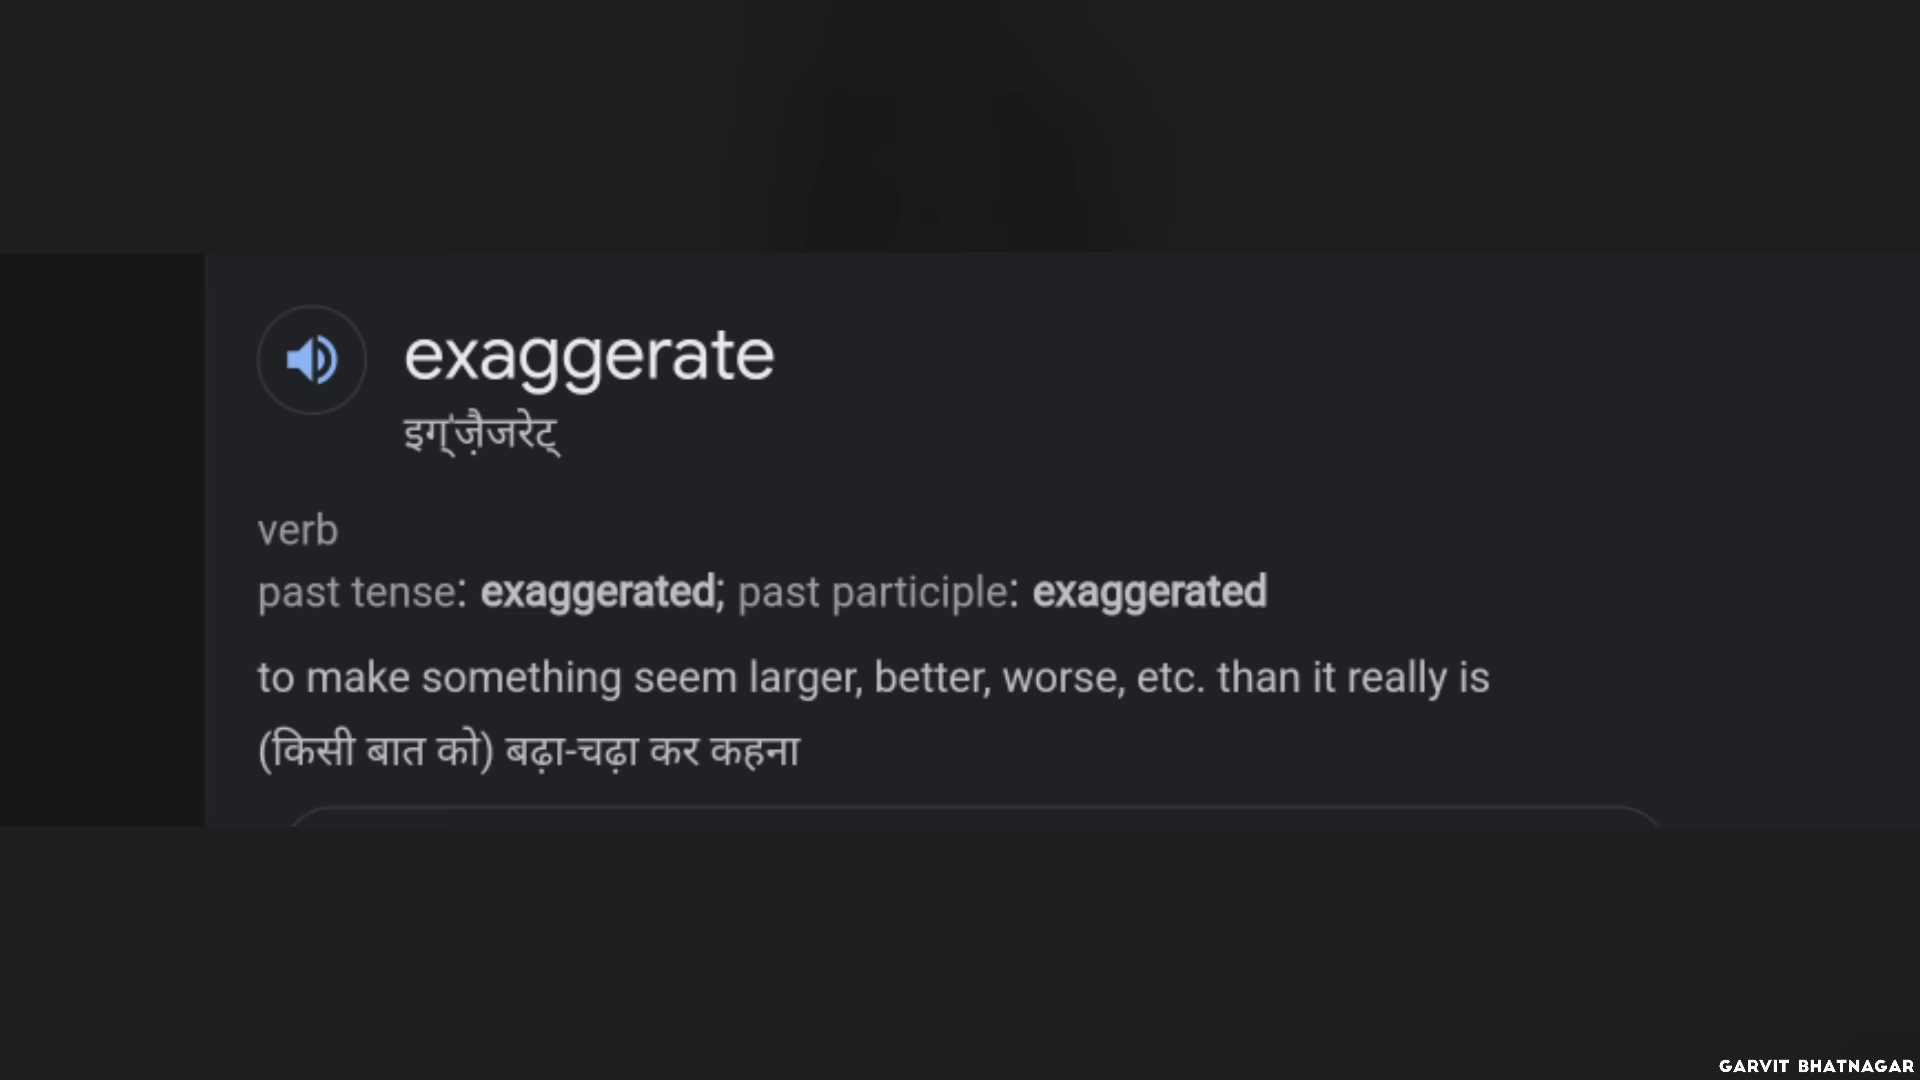 exaggerate
इग्'ज़ैजरेट्
verb
past tense: exaggerated; past participle: exaggerated
to make something seem larger, better, worse, etc. than it really is
(किसी बात को) बढ़ा-चढ़ा कर कहना
GARVIT BHATNAGAR